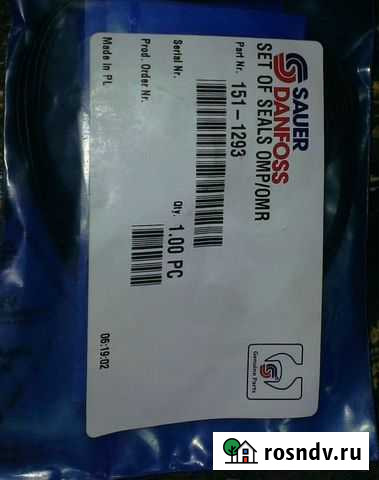 SAUER
DANFOSS
SET OF SEALS OMP/OMR
Part Nr. 151-1293
Serial Nr.
Qty. 1.00 PC
Prod. Order Nr.
Made In PL
06:19:02
Genuine Parts
rosndv.ru